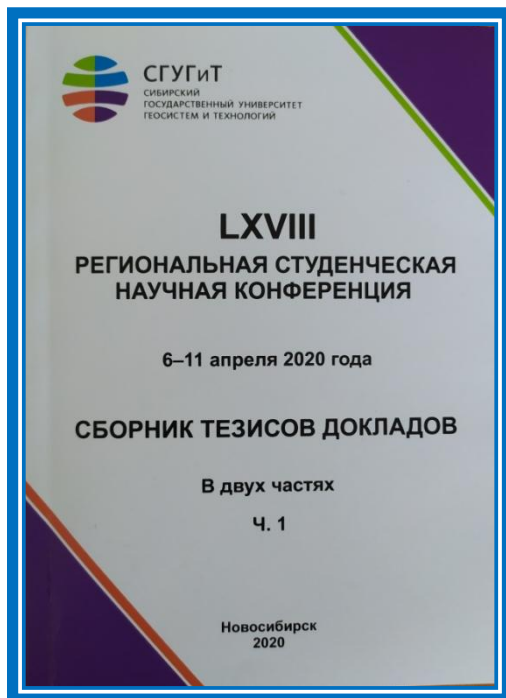 СГУГиТ
СИБИРСКИЙ
ГОСУДАРСТВЕННЫЙ УНИВЕРСИТЕТ
ГЕОСИСТЕМ И ТЕХНОЛОГИЙ
LXVIII
РЕГИОНАЛЬНАЯ СТУДЕНЧЕСКАЯ
НАУЧНАЯ КОНФЕРЕНЦИЯ
6–11 апреля 2020 года
СБОРНИК ТЕЗИСОВ ДОКЛАДОВ
В двух частях
Ч. 1
Новосибирск
2020